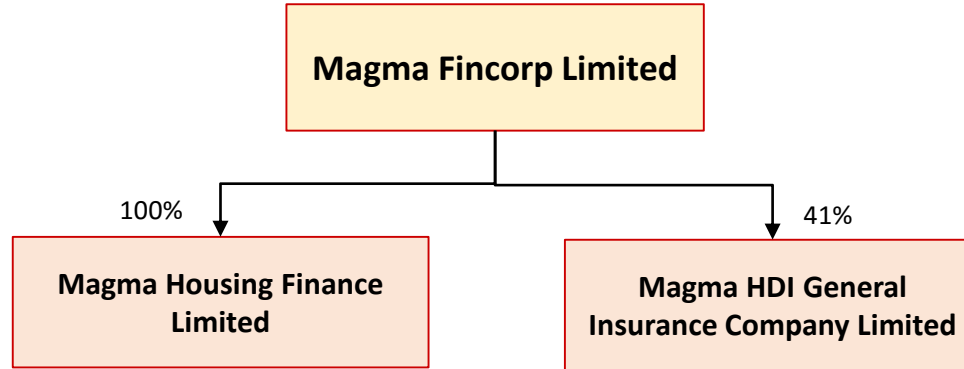 Magma Fincorp Limited
100%
41%
Magma Housing Finance
Limited
Magma HDI General
Insurance Company Limited